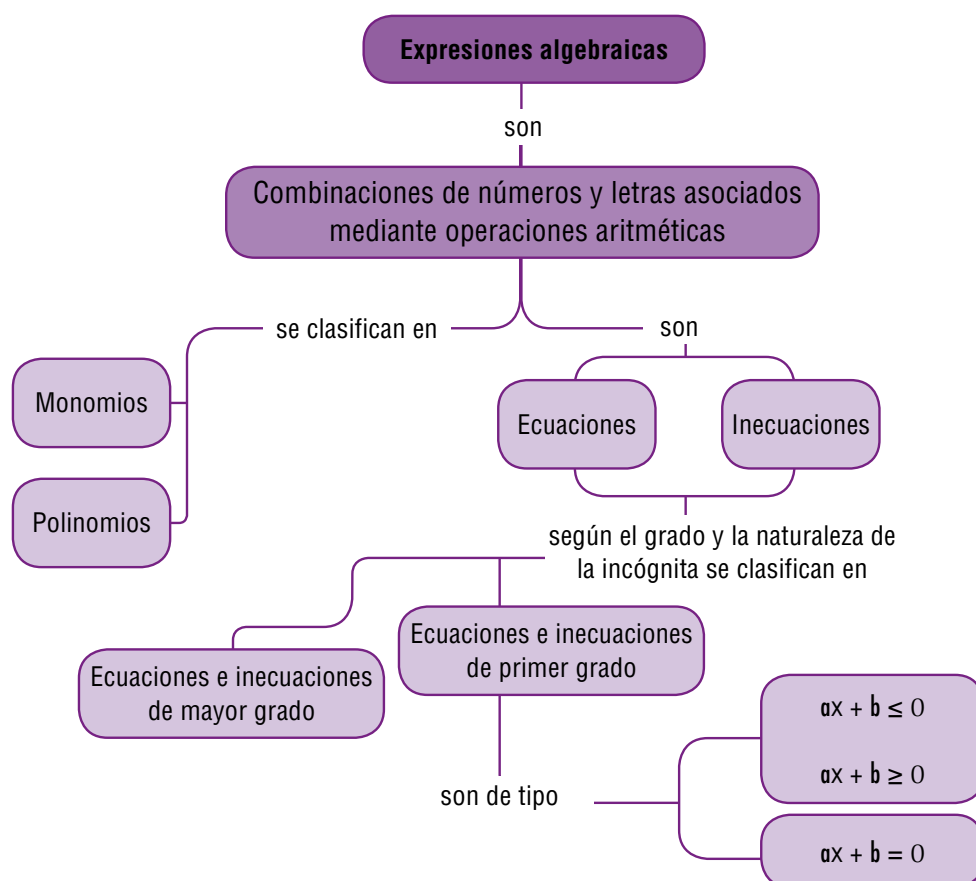 Expresiones algebraicas
son
Combinaciones de números y letras asociados
mediante operaciones aritméticas
se clasifican en
son
Monomios
Polinomios
Ecuaciones
Inecuaciones
según el grado y la naturaleza de
la incógnita se clasifican en
Ecuaciones e inecuaciones
de mayor grado
Ecuaciones e inecuaciones
de primer grado
son de tipo
ax + b ≤ 0
ax + b ≥ 0
ax + b = 0